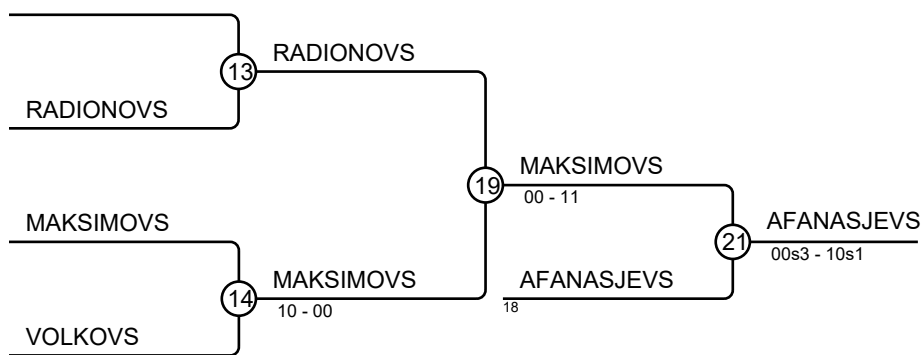 RADIONOVS
13
RADIONOVS
MAKSIMOVS
19
00 - 11
MAKSIMOVS
AFANASJEVS
21
00s3 - 10s1
MAKSIMOVS
14
10 - 00
AFANASJEVS
18
VOLKOVS